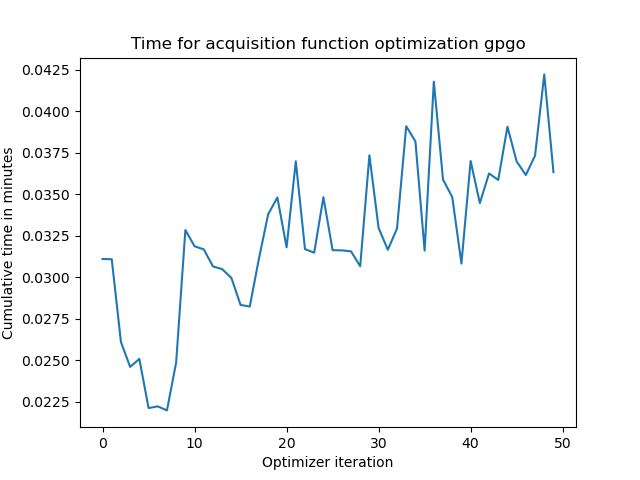 Time for acquisition function optimization gpgo
Cumulative time in minutes
0.0425
0.0400
0.0375
0.0350
0.0325
0.0300
0.0275
0.0250
0.0225
0 10 20 30 40 50
Optimizer iteration